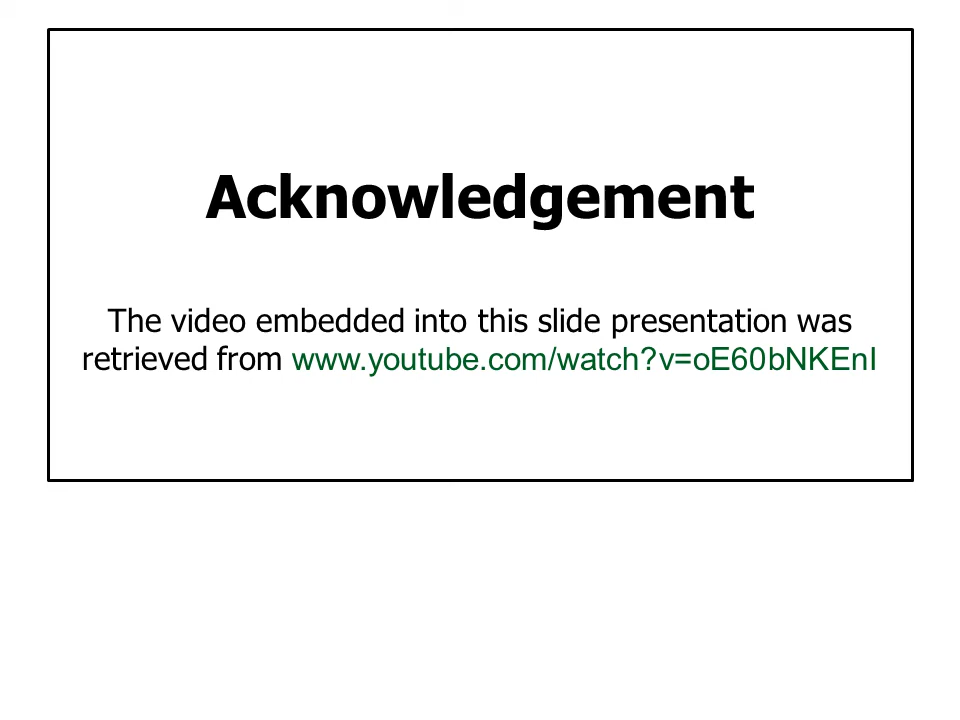 Acknowledgement
The video embedded into this slide presentation was
retrieved from www.youtube.com/watch?v=oE60bNKEnI